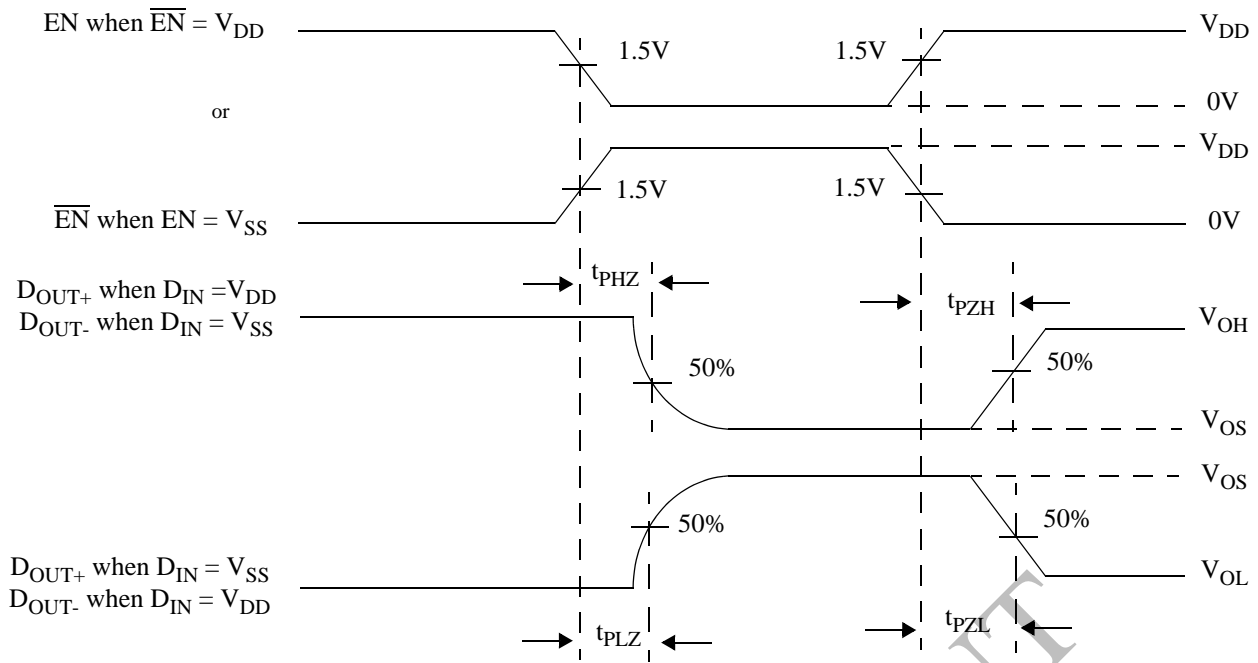 EN when E̅N̅ = VDD
VDD
1.5V
1.5V
or
0V
VDD
1.5V
1.5V
E̅N̅ when EN = VSS
0V
tPHZ
DOUT+ when DIN =VDD
DOUT- when DIN = VSS
tPZH
VOH
50%
50%
VOS
VOS
50%
50%
DOUT+ when DIN = VSS
DOUT- when DIN = VDD
VOL
tPLZ
tPZL